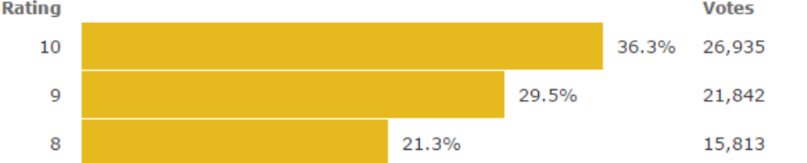 Rating Votes
10 36.3% 26,935
9 29.5% 21,842
8 21.3% 15,813